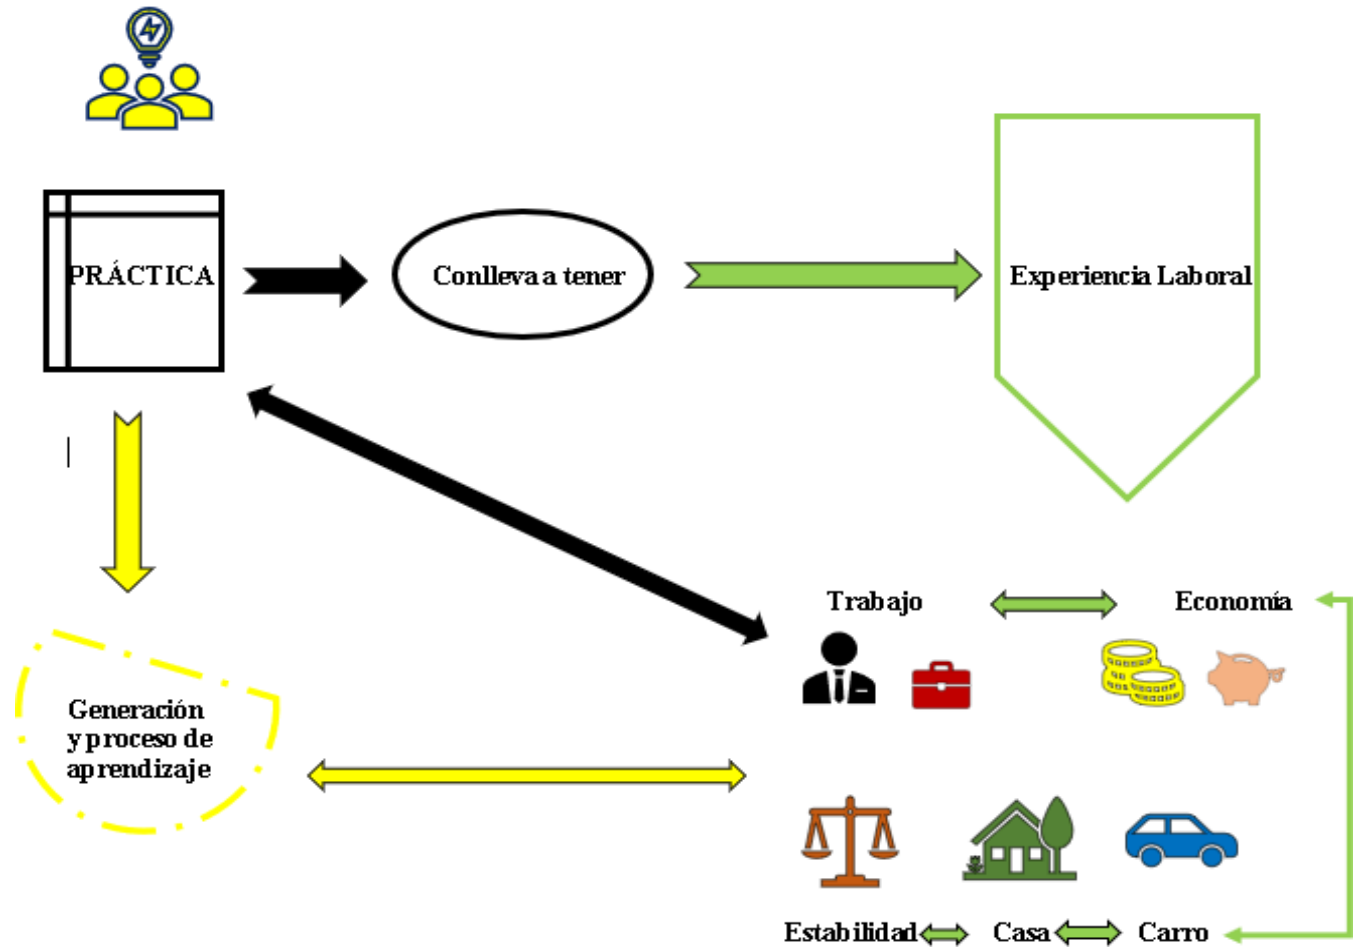 PRÁCTICA
Conlleva a tener
Experiencia Laboral
Trabajo
Economía
Generación
y proceso de
aprendizaje
Estabilidad
Casa
Carro